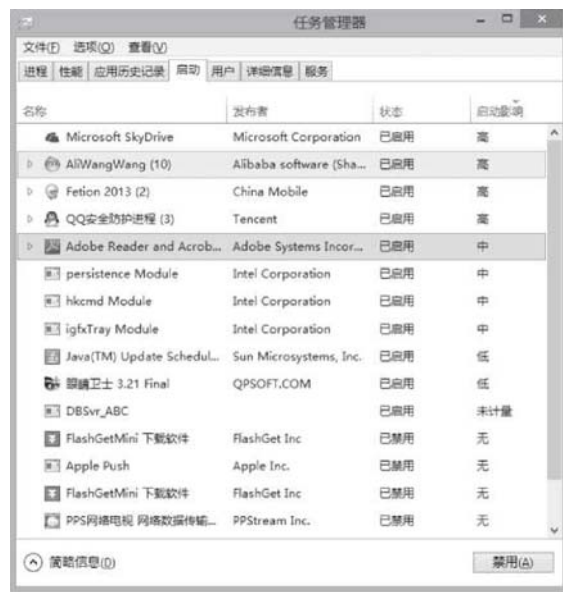 任务管理器
文件(F) 选项(O) 查看(V)
进程 性能 应用历史记录 启动 用户 详细信息 服务
名称 发布者 状态 启动影响
Microsoft SkyDrive Microsoft Corporation 已启用 高
AliWangWang (10) Alibaba software (Sha... 已启用 高
Fetion 2013 (2) China Mobile 已启用 高
QQ安全防护进程 (3) Tencent 已启用 高
Adobe Reader and Acrob... Adobe Systems Incor... 已启用 中
persistence Module Intel Corporation 已启用 中
hkcmd Module Intel Corporation 已启用 中
igfxTray Module Intel Corporation 已启用 中
Java(TM) Update Schedul... Sun Microsystems, Inc. 已启用 低
眼睛卫士 3.21 Final QPSOFT.COM 已启用 低
DBSvr_ABC 已启用 未计量
FlashGetMini 下载软件 FlashGet Inc 已禁用 无
Apple Push Apple Inc. 已禁用 无
FlashGetMini 下载软件 FlashGet Inc 已禁用 无
PPS网络电视 网络数据传输... PPStream Inc. 已禁用 无
简略信息(D) 禁用(A)